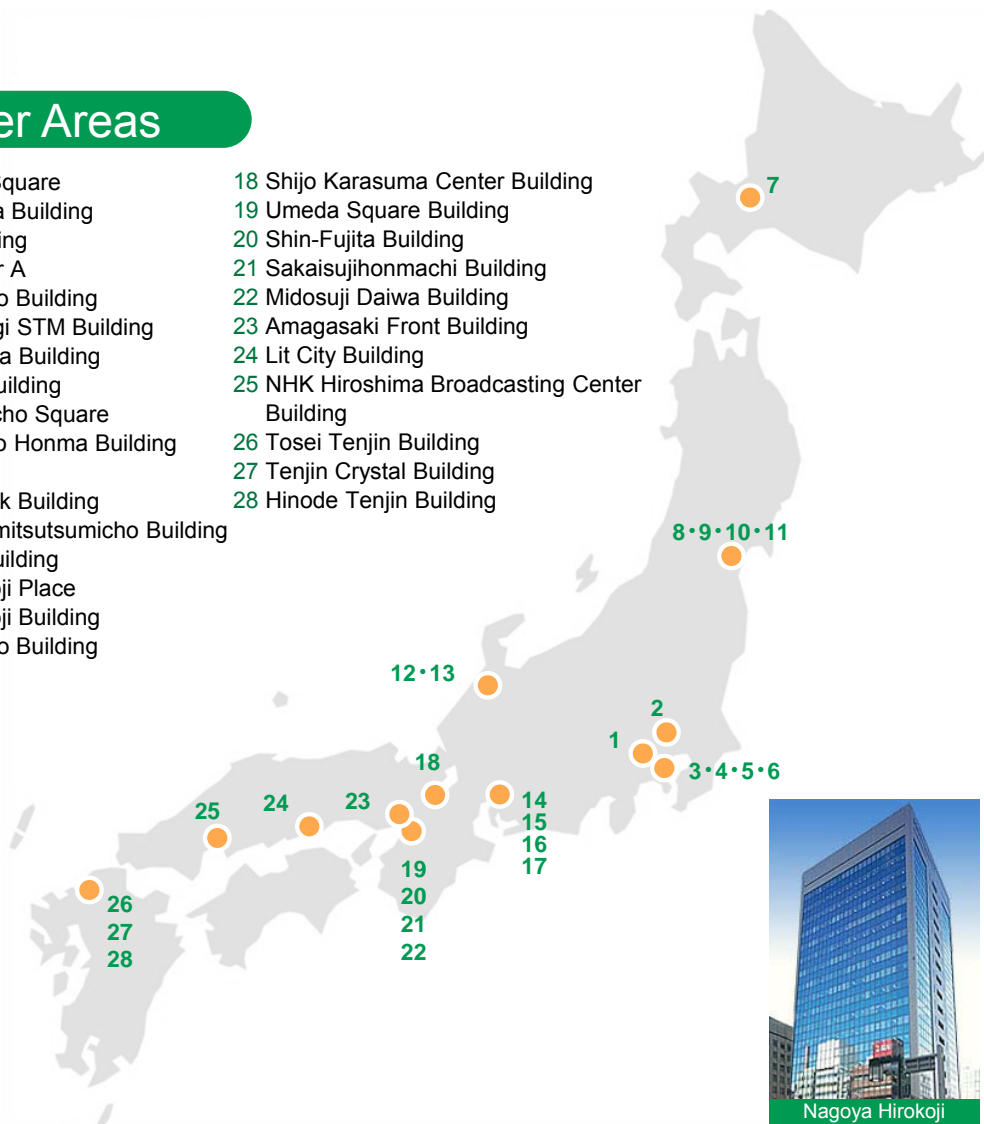 er Areas
quare
a Building
ing
r A
o Building
gi STM Building
a Building
uilding
cho Square
o Honma Building
k Building
mitsutsumicho Building
uilding
ji Place
ji Building
o Building
18 Shijo Karasuma Center Building
19 Umeda Square Building
20 Shin-Fujita Building
21 Sakaisujihonmachi Building
22 Midosuji Daiwa Building
23 Amagasaki Front Building
24 Lit City Building
25 NHK Hiroshima Broadcasting Center
Building
26 Tosei Tenjin Building
27 Tenjin Crystal Building
28 Hinode Tenjin Building
7
8・9・10・11
12・13
2
1
3・4・5・6
18
14
15
16
17
23
24
25
19
20
21
22
26
27
28
Nagoya Hirokoji